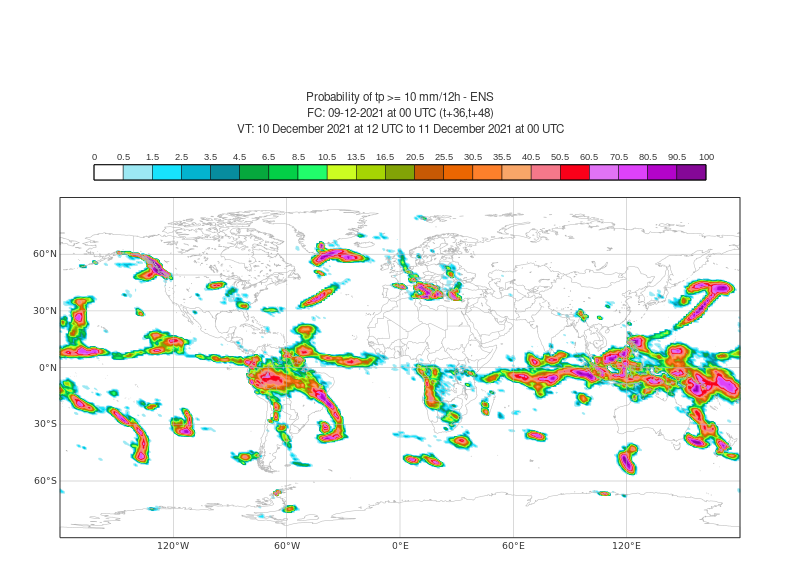 Probability of tp >= 10 mm/12h - ENS
FC: 09-12-2021 at 00 UTC (t+36,t+48)
VT: 10 December 2021 at 12 UTC to 11 December 2021 at 00 UTC
0 0.5 1.5 2.5 3.5 4.5 6.5 8.5 10.5 13.5 16.5 20.5 25.5 30.5 35.5 40.5 50.5 60.5 70.5 80.5 90.5 100
60°N
30°N
0°N
30°S
60°S
120°W 60°W 0°E 60°E 120°E